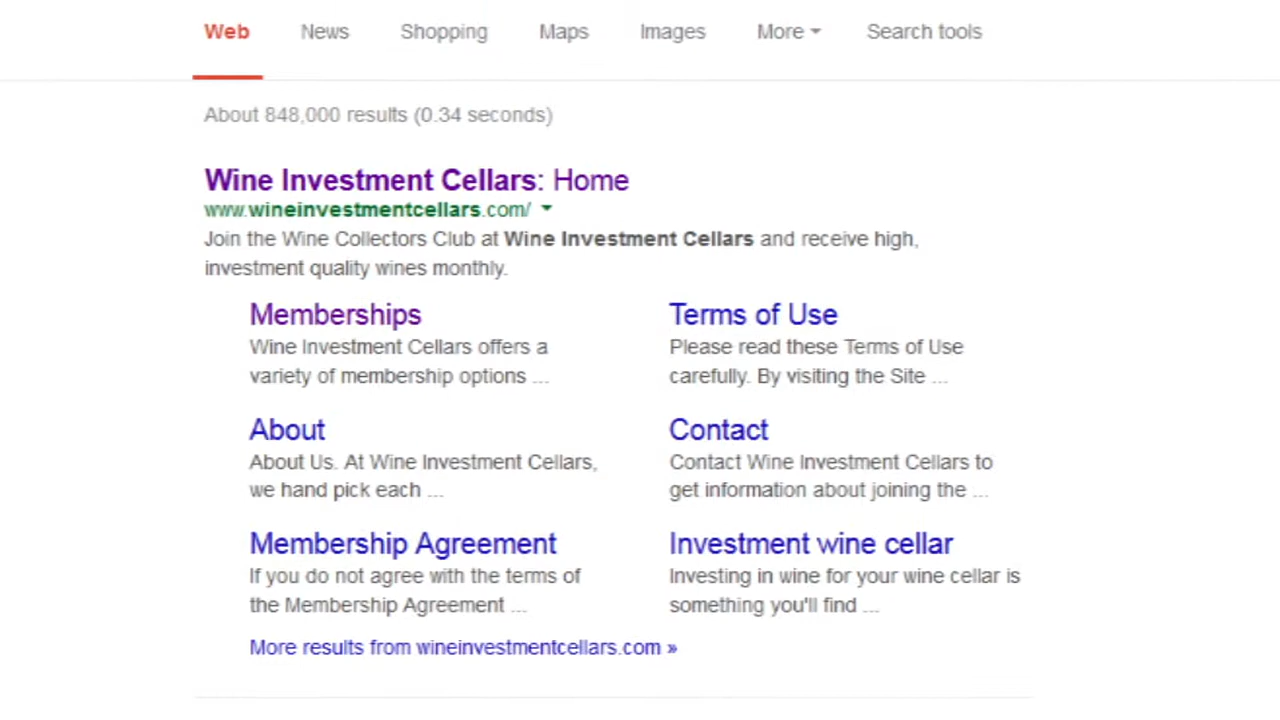 Web News Shopping Maps Images More Search tools
About 848,000 results (0.34 seconds)
Wine Investment Cellars: Home
www.wineinvestmentcellars.com/
Join the Wine Collectors Club at Wine Investment Cellars and receive high,
investment quality wines monthly.
Memberships
Wine Investment Cellars offers a
variety of membership options ...
Terms of Use
Please read these Terms of Use
carefully. By visiting the Site ...
About
About Us. At Wine Investment Cellars,
we hand pick each ...
Contact
Contact Wine Investment Cellars to
get information about joining the ...
Membership Agreement
If you do not agree with the terms of
the Membership Agreement ...
Investment wine cellar
Investing in wine for your wine cellar is
something you'll find ...
More results from wineinvestmentcellars.com »